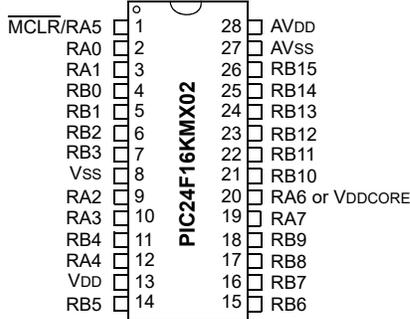 MCLR/RA5 1 28 AVDD
RA0 2 27 AVSS
RA1 3 26 RB15
RB0 4 25 RB14
RB1 5 24 RB13
RB2 6 23 RB12
RB3 7 22 RB11
VSS 8 21 RB10
RA2 9 20 RA6 or VDDCORE
RA3 10 19 RA7
RB4 11 18 RB9
RA4 12 17 RB8
VDD 13 16 RB7
RB5 14 15 RB6
PIC24F16KMX02